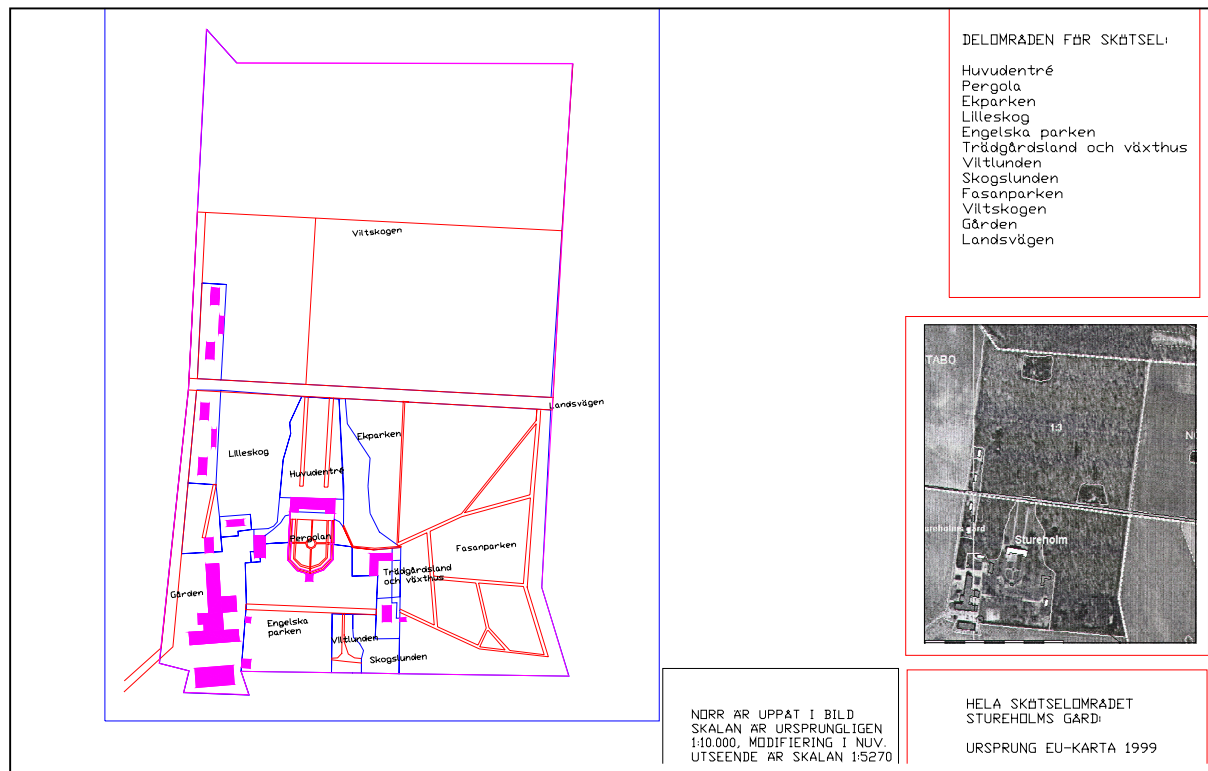 DELOMRÅDEN FÖR SKÖTSEL:
Huvudentré
Pergola
Ekparken
Lilleskog
Engelska parken
Trädgårdsland och växthus
Viltlunden
Skogslunden
Fasanparken
Viltskogen
Gården
Landsvägen
Viltskogen
Landsvägen
Ekparken
Lilleskog
Huvudentré
Pergolan
Fasanparken
Trädgårdsland
och växthus
Gården
Engelska
parken
Viltlunden
Skogslunden
TABO
1:3
Stureholm
NORR ÄR UPPÅT I BILD
SKALAN ÄR URSPRUNGLIGEN
1:10.000, MODIFIERING I NUV.
UTSEENDE ÄR SKALAN 1:5270
HELA SKÖTSELOMRÅDET
STUREHOLMS GÅRD:
URSPRUNG EU-KARTA 1999